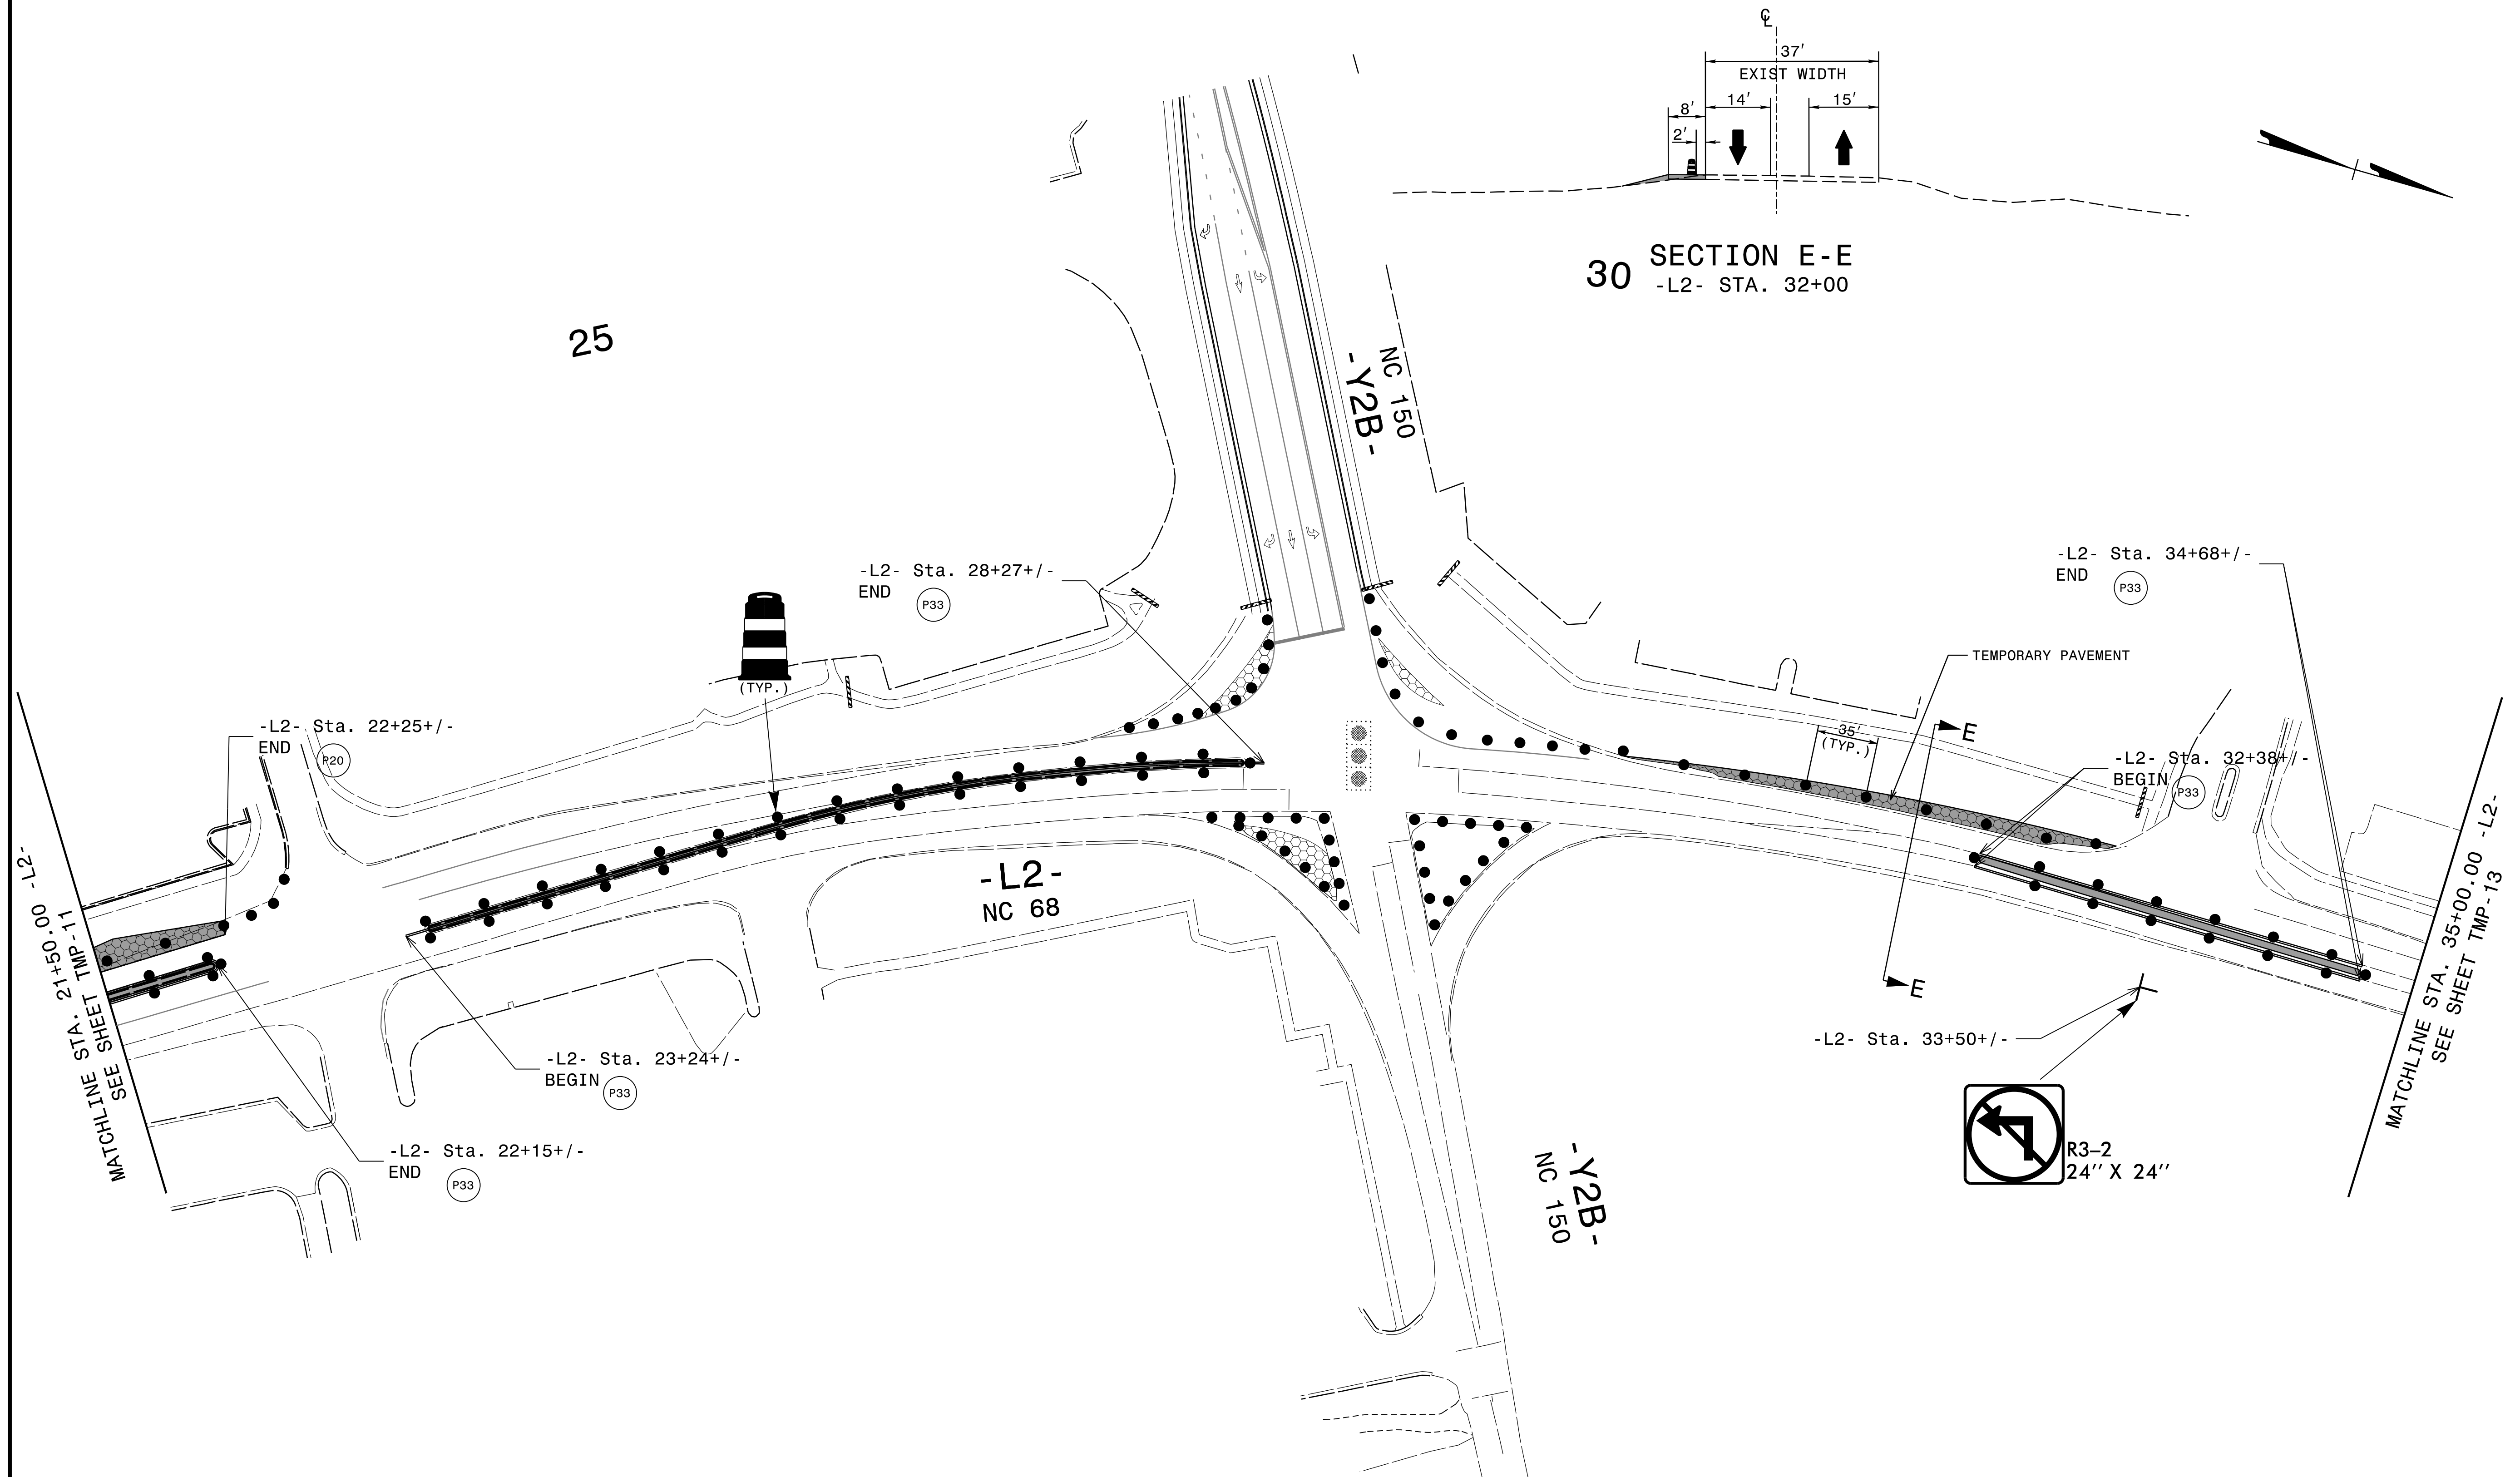 ℄
37'
EXIST WIDTH
8'
14'
15'
2'
SECTION E-E
-L2- STA. 32+00
30
25
NC 150
-Y2B-
-L2- Sta. 28+27+/-
END
P33
-L2- Sta. 34+68+/-
END
P33
TEMPORARY PAVEMENT
(TYP.)
-L2- Sta. 22+25+/-
END
P20
35'
(TYP.)
E
-L2- Sta. 32+38+/-
BEGIN
P33
-L2-
NC 68
MATCHLINE STA. 21+50.00 -L2-
SEE SHEET TMP-11
MATCHLINE STA. 35+00.00 -L2-
SEE SHEET TMP-13
E
-L2- Sta. 33+50+/-
-L2- Sta. 23+24+/-
BEGIN
P33
-L2- Sta. 22+15+/-
END
P33
R3–2
24" X 24"
-Y2B-
NC 150